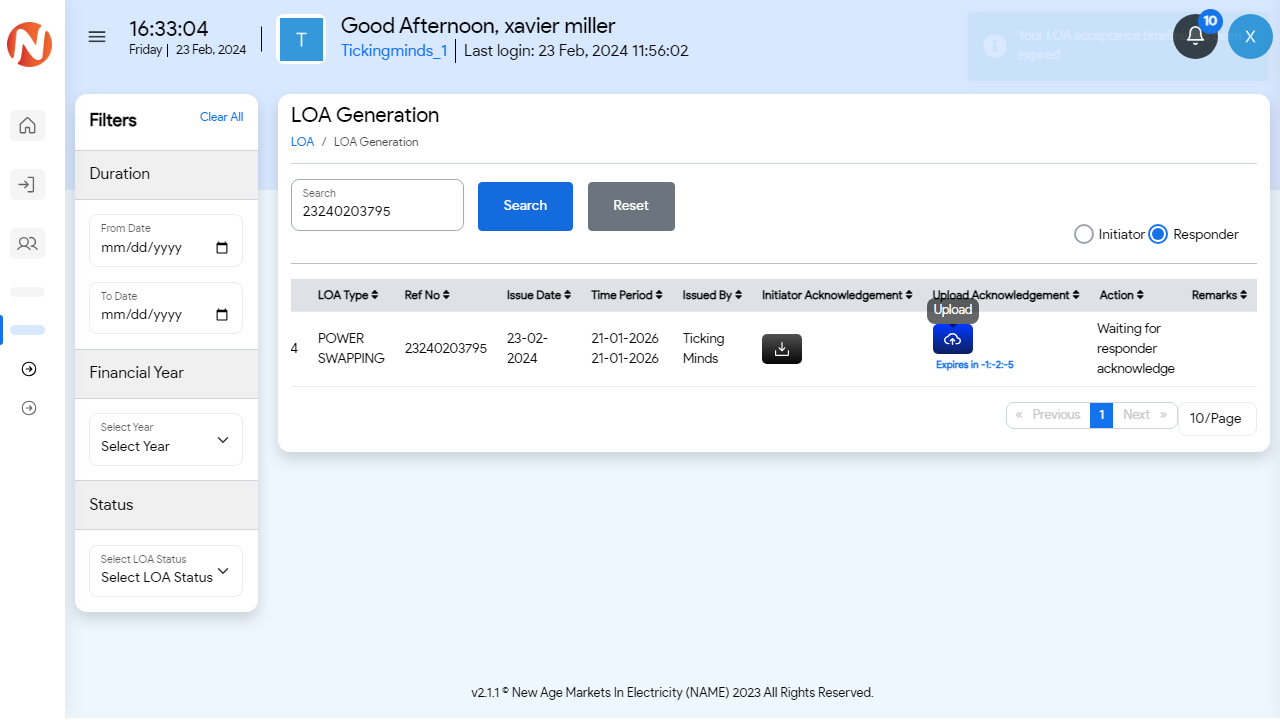 16:33:04
Friday | 23 Feb, 2024
T
Good Afternoon, xavier miller
Tickingminds_1 | Last login: 23 Feb, 2024 11:56:02
Your LOA acceptance
expired
10
X
Filters
Clear All
Duration
From Date
mm/dd/yyyy
To Date
mm/dd/yyyy
Financial Year
Select Year
Select Year
Status
Select LOA Status
Select LOA Status
LOA Generation
LOA / LOA Generation
Search
23240203795
Search
Reset
Initiator
Responder
LOA Type Ref No Issue Date Time Period Issued By Initiator Acknowledgement Upload Acknowledgement Action Remarks
Upload
4
POWER
SWAPPING
23240203795
23-02-
2024
21-01-2026
21-01-2026
Ticking
Minds
Expires in -1:-2:-5
Waiting for
responder
acknowledge
« Previous 1 Next »
10/Page
v2.1.1 © New Age Markets In Electricity (NAME) 2023 All Rights Reserved.